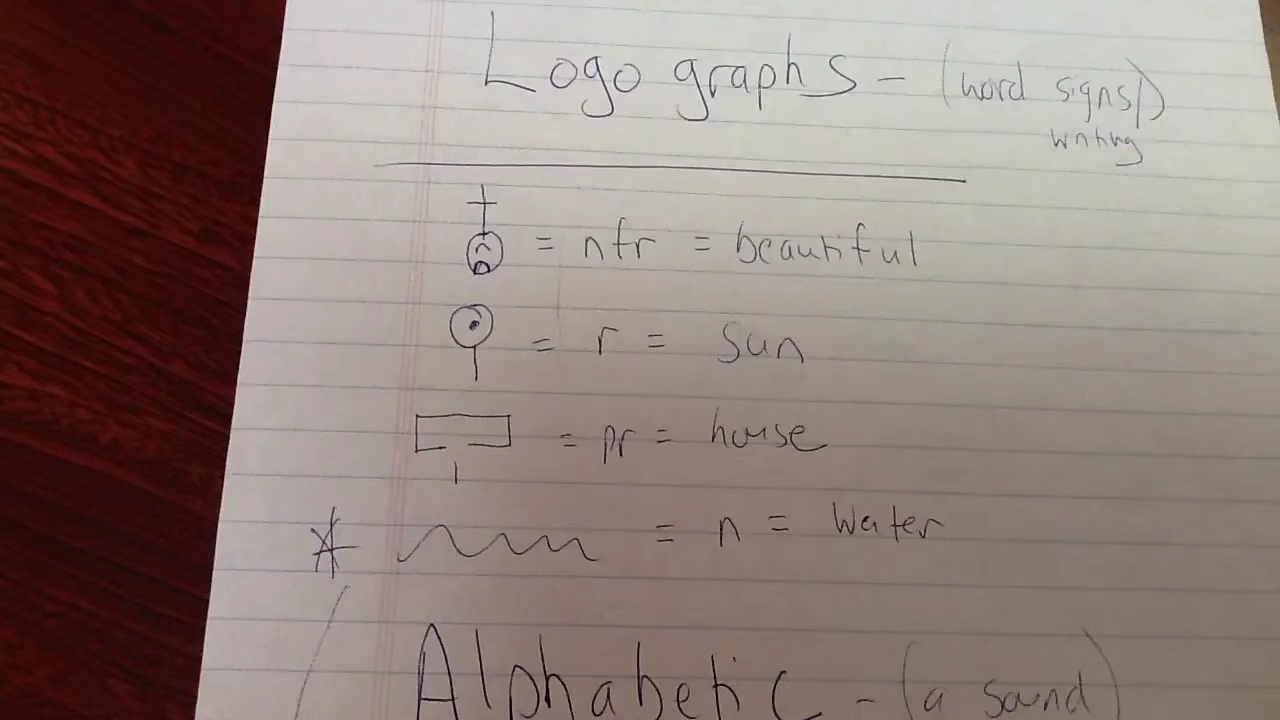 Logographs - (word signs)
writing
= nfr = beautiful
= r = sun
= pr = house
* = n = water
Alphabetic - (a sound)